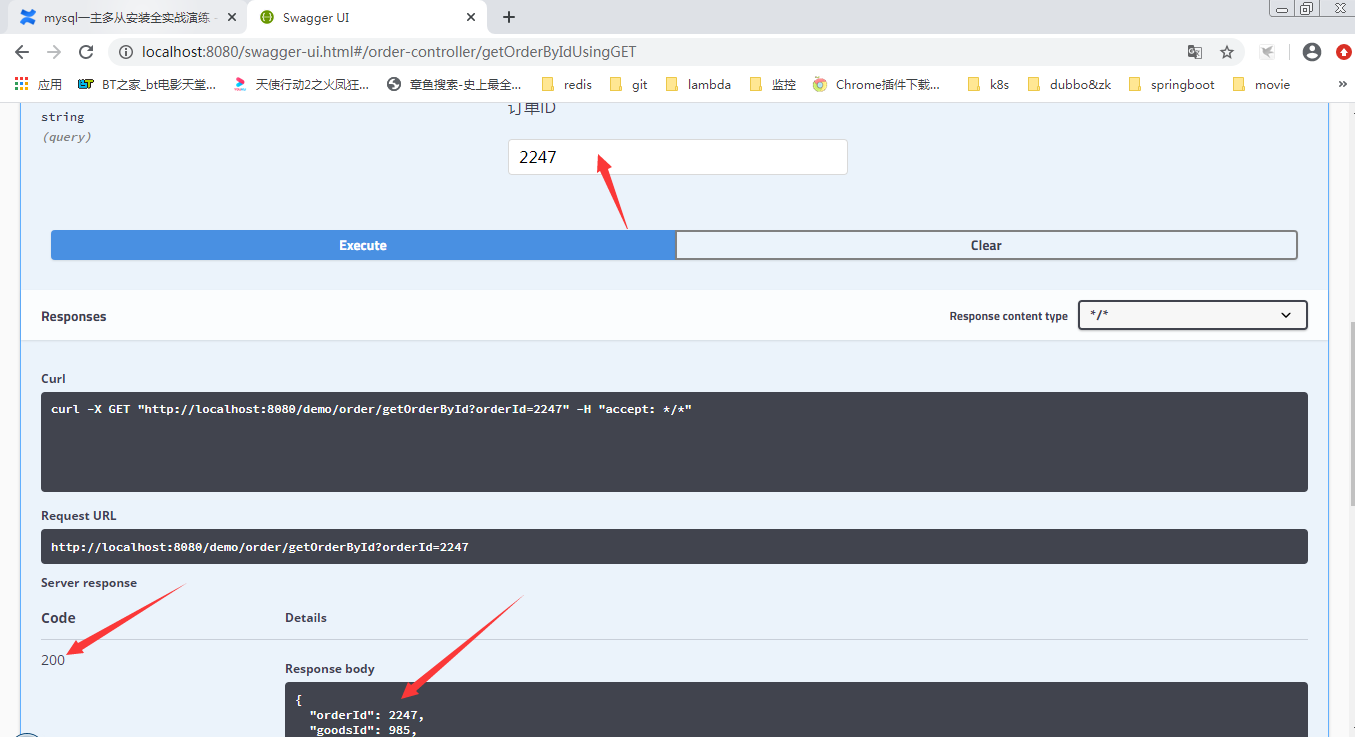 mysql一主多从安装全实战演练
Swagger UI
localhost:8080/swagger-ui.html#/order-controller/getOrderByIdUsingGET
应用 BT之家_bt电影天堂... 天使行动2之火凤狂... 章鱼搜索-史上最全... redis git lambda 监控 Chrome插件下载... k8s dubbo&zk springboot movie »
string
订单ID
(query)
2247
Execute
Clear
Responses
Response content type
*/*
Curl
curl -X GET "http://localhost:8080/demo/order/getOrderById?orderId=2247" -H "accept: */*"
Request URL
http://localhost:8080/demo/order/getOrderById?orderId=2247
Server response
Code
Details
200
Response body
{
"orderId": 2247,
"goodsId": 985,